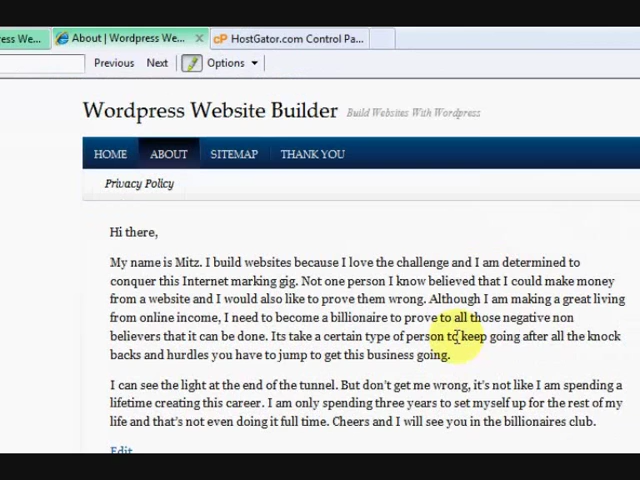 ress We...
About | Wordpress We...
HostGator.com Control Pa...
Previous Next Options
Wordpress Website Builder Build Websites With Wordpress
HOME ABOUT SITEMAP THANK YOU
Privacy Policy
Hi there,
My name is Mitz. I build websites because I love the challenge and I am determined to
conquer this Internet marking gig. Not one person I know believed that I could make money
from a website and I would also like to prove them wrong. Although I am making a great living
from online income, I need to become a billionaire to prove to all those negative non
believers that it can be done. Its take a certain type of person to keep going after all the knock
backs and hurdles you have to jump to get this business going.
I can see the light at the end of the tunnel. But don't get me wrong, it's not like I am spending a
lifetime creating this career. I am only spending three years to set myself up for the rest of my
life and that's not even doing it full time. Cheers and I will see you in the billionaires club.
Edit